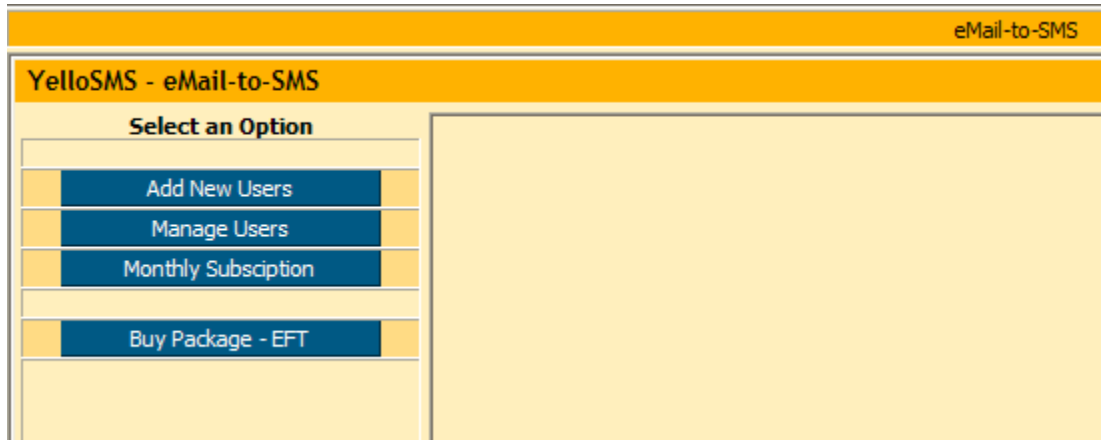 eMail-to-SMS
YelloSMS - eMail-to-SMS
Select an Option
Add New Users
Manage Users
Monthly Subsciption
Buy Package - EFT